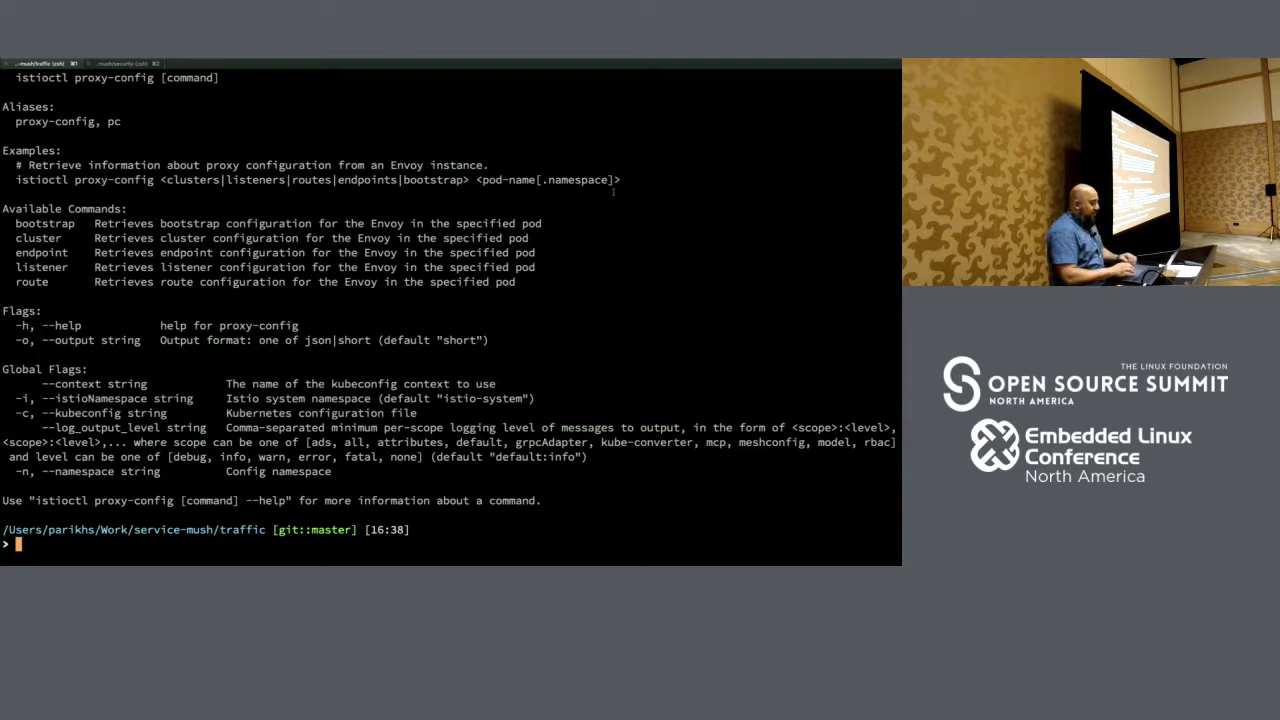 ...-mush/traffic (zsh) ⌘1 ..mush/security (zsh) ⌘2
istioctl proxy-config [command]
Aliases:
proxy-config, pc
Examples:
# Retrieve information about proxy configuration from an Envoy instance.
istioctl proxy-config <clusters|listeners|routes|endpoints|bootstrap> <pod-name[.namespace]>
Available Commands:
bootstrap Retrieves bootstrap configuration for the Envoy in the specified pod
cluster Retrieves cluster configuration for the Envoy in the specified pod
endpoint Retrieves endpoint configuration for the Envoy in the specified pod
listener Retrieves listener configuration for the Envoy in the specified pod
route Retrieves route configuration for the Envoy in the specified pod
Flags:
-h, --help help for proxy-config
-o, --output string Output format: one of json|short (default "short")
Global Flags:
--context string The name of the kubeconfig context to use
-i, --istioNamespace string Istio system namespace (default "istio-system")
-c, --kubeconfig string Kubernetes configuration file
--log_output_level string Comma-separated minimum per-scope logging level of messages to output, in the form of <scope>:<level>,
<scope>:<level>,... where scope can be one of [ads, all, attributes, default, grpcAdapter, kube-converter, mcp, meshconfig, model, rbac]
and level can be one of [debug, info, warn, error, fatal, none] (default "default:info")
-n, --namespace string Config namespace
Use "istioctl proxy-config [command] --help" for more information about a command.
/Users/parikhs/Work/service-mush/traffic [git::master] [16:38]
>
THE LINUX FOUNDATION
OPEN SOURCE SUMMIT
NORTH AMERICA
Embedded Linux
Conference
North America